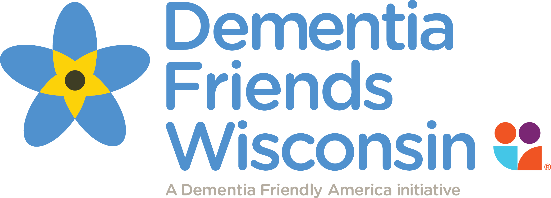 Dementia
Friends
Wisconsin
®
A Dementia Friendly America initiative